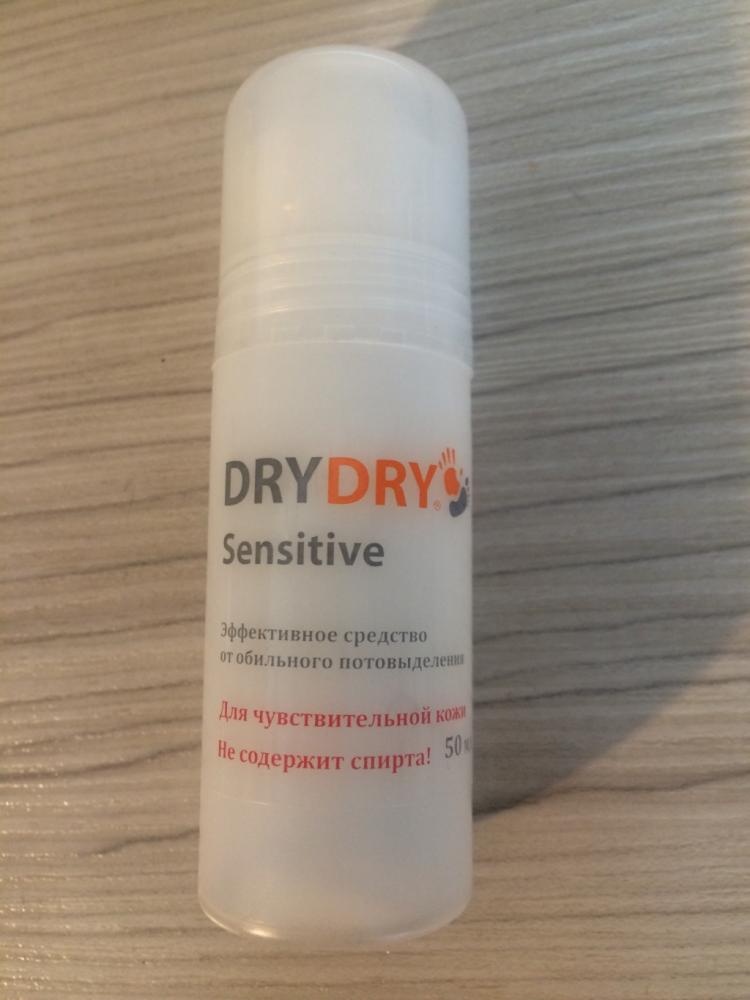 DRYDRY®
Sensitive
Эффективное средство
от обильного потовыделения
Для чувствительной кожи
Не содержит спирта! 50